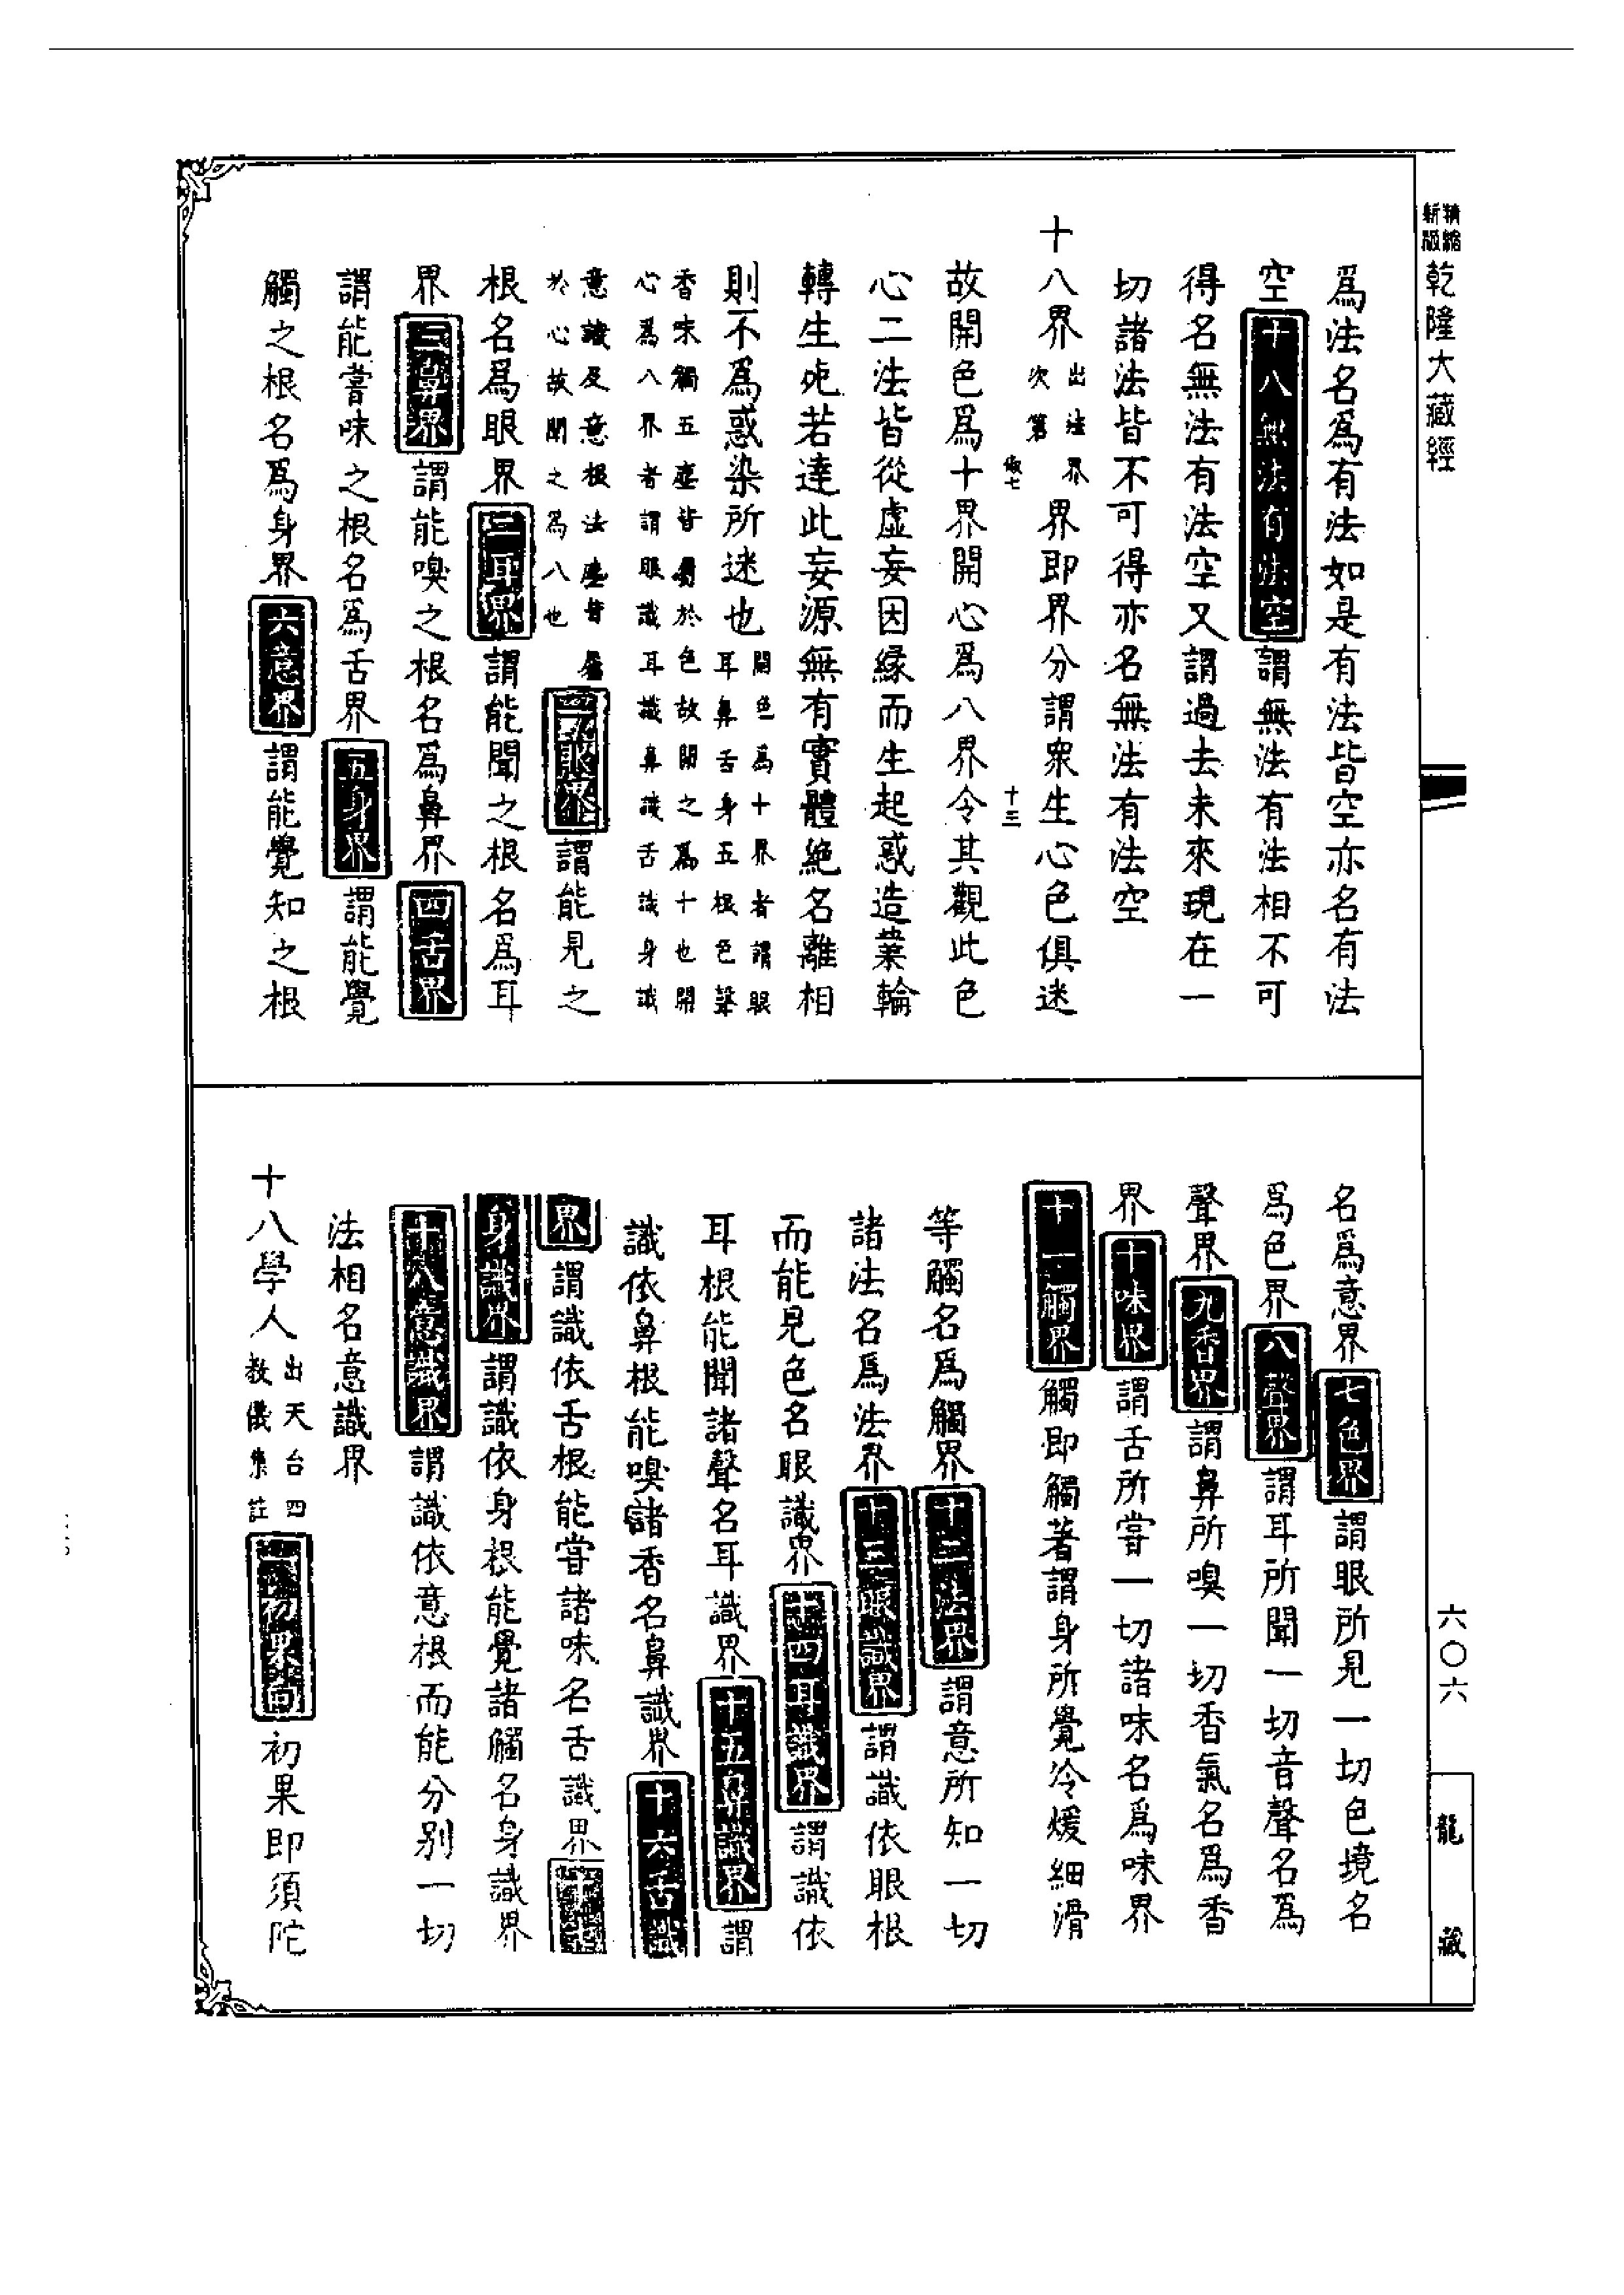 精縮新版 乾隆大藏經
爲法名爲有法如是有法皆空亦名有法
空十八無法有法空謂無法有法相不可
得名無法有法空又謂過去未來現在一
切諸法皆不可得亦名無法有法空
十八界出法界次第界即界分謂衆生心色俱迷
故開色爲十界開心爲八界令其觀此色
心二法皆從虛妄因緣而生起惑造業輪
轉生死若達此妄源無有實體絕名離相
則不爲惑染所迷也開色爲十界者謂眼耳鼻舌身五根色聲
香味觸五塵皆屬於色故開之爲十也開心爲八界者謂眼識耳識鼻識舌識身識
意識及意根法塵皆屬於心故開之爲八也一眼界謂能見之
根名爲眼界二耳界謂能聞之根名爲耳
界三鼻界謂能嗅之根名爲鼻界四舌界
謂能嘗味之根名爲舌界五身界謂能覺
觸之根名爲身界六意界謂能覺知之根
十三
名爲意界七色界謂眼所見一切色境名
爲色界八聲界謂耳所聞一切音聲名爲
聲界九香界謂鼻所嗅一切香氣名爲香
界十味界謂舌所嘗一切諸味名爲味界
十一觸界觸即觸著謂身所覺冷煖細滑
等觸名爲觸界十二法界謂意所知一切
諸法名爲法界十三眼識界謂識依眼根
而能見色名眼識界十四耳識界謂識依
耳根能聞諸聲名耳識界十五鼻識界謂
識依鼻根能嗅諸香名鼻識界十六舌識
界謂識依舌根能嘗諸味名舌識界十七
身識界謂識依身根能覺諸觸名身識界
十八意識界謂識依意根而能分別一切
法相名意識界
十八學人出天台四教儀集註一初果向初果即須陀
六〇六
龍藏